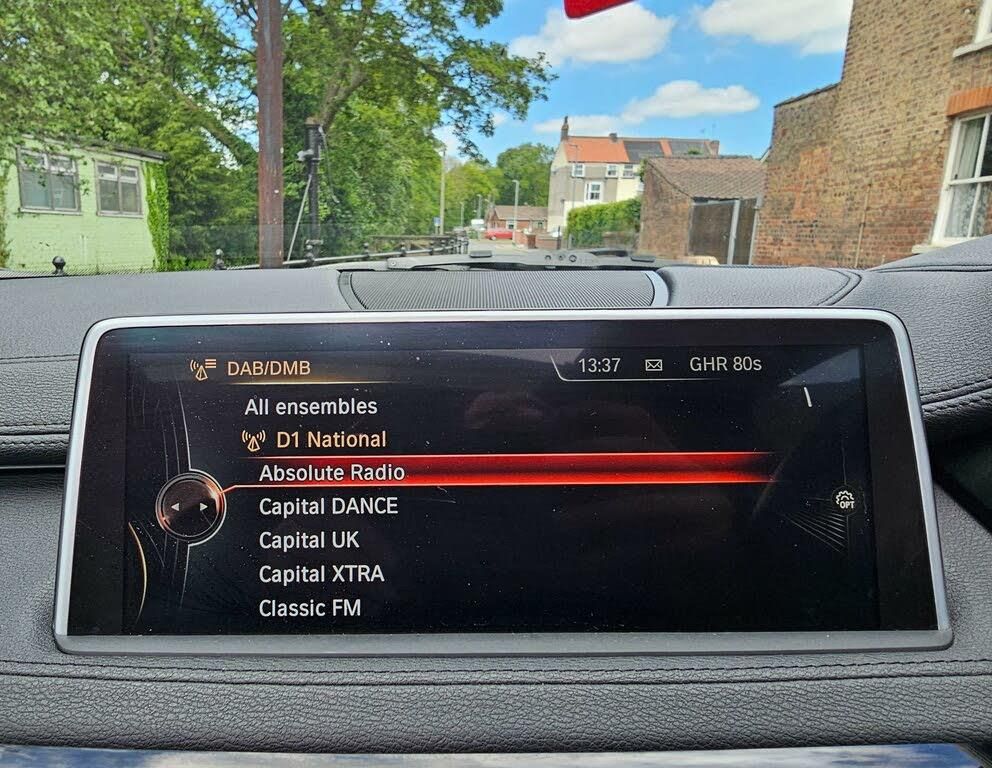 DAB/DMB
13:37 GHR 80s
All ensembles
D1 National
Absolute Radio
Capital DANCE
Capital UK
Capital XTRA
Classic FM
OPT